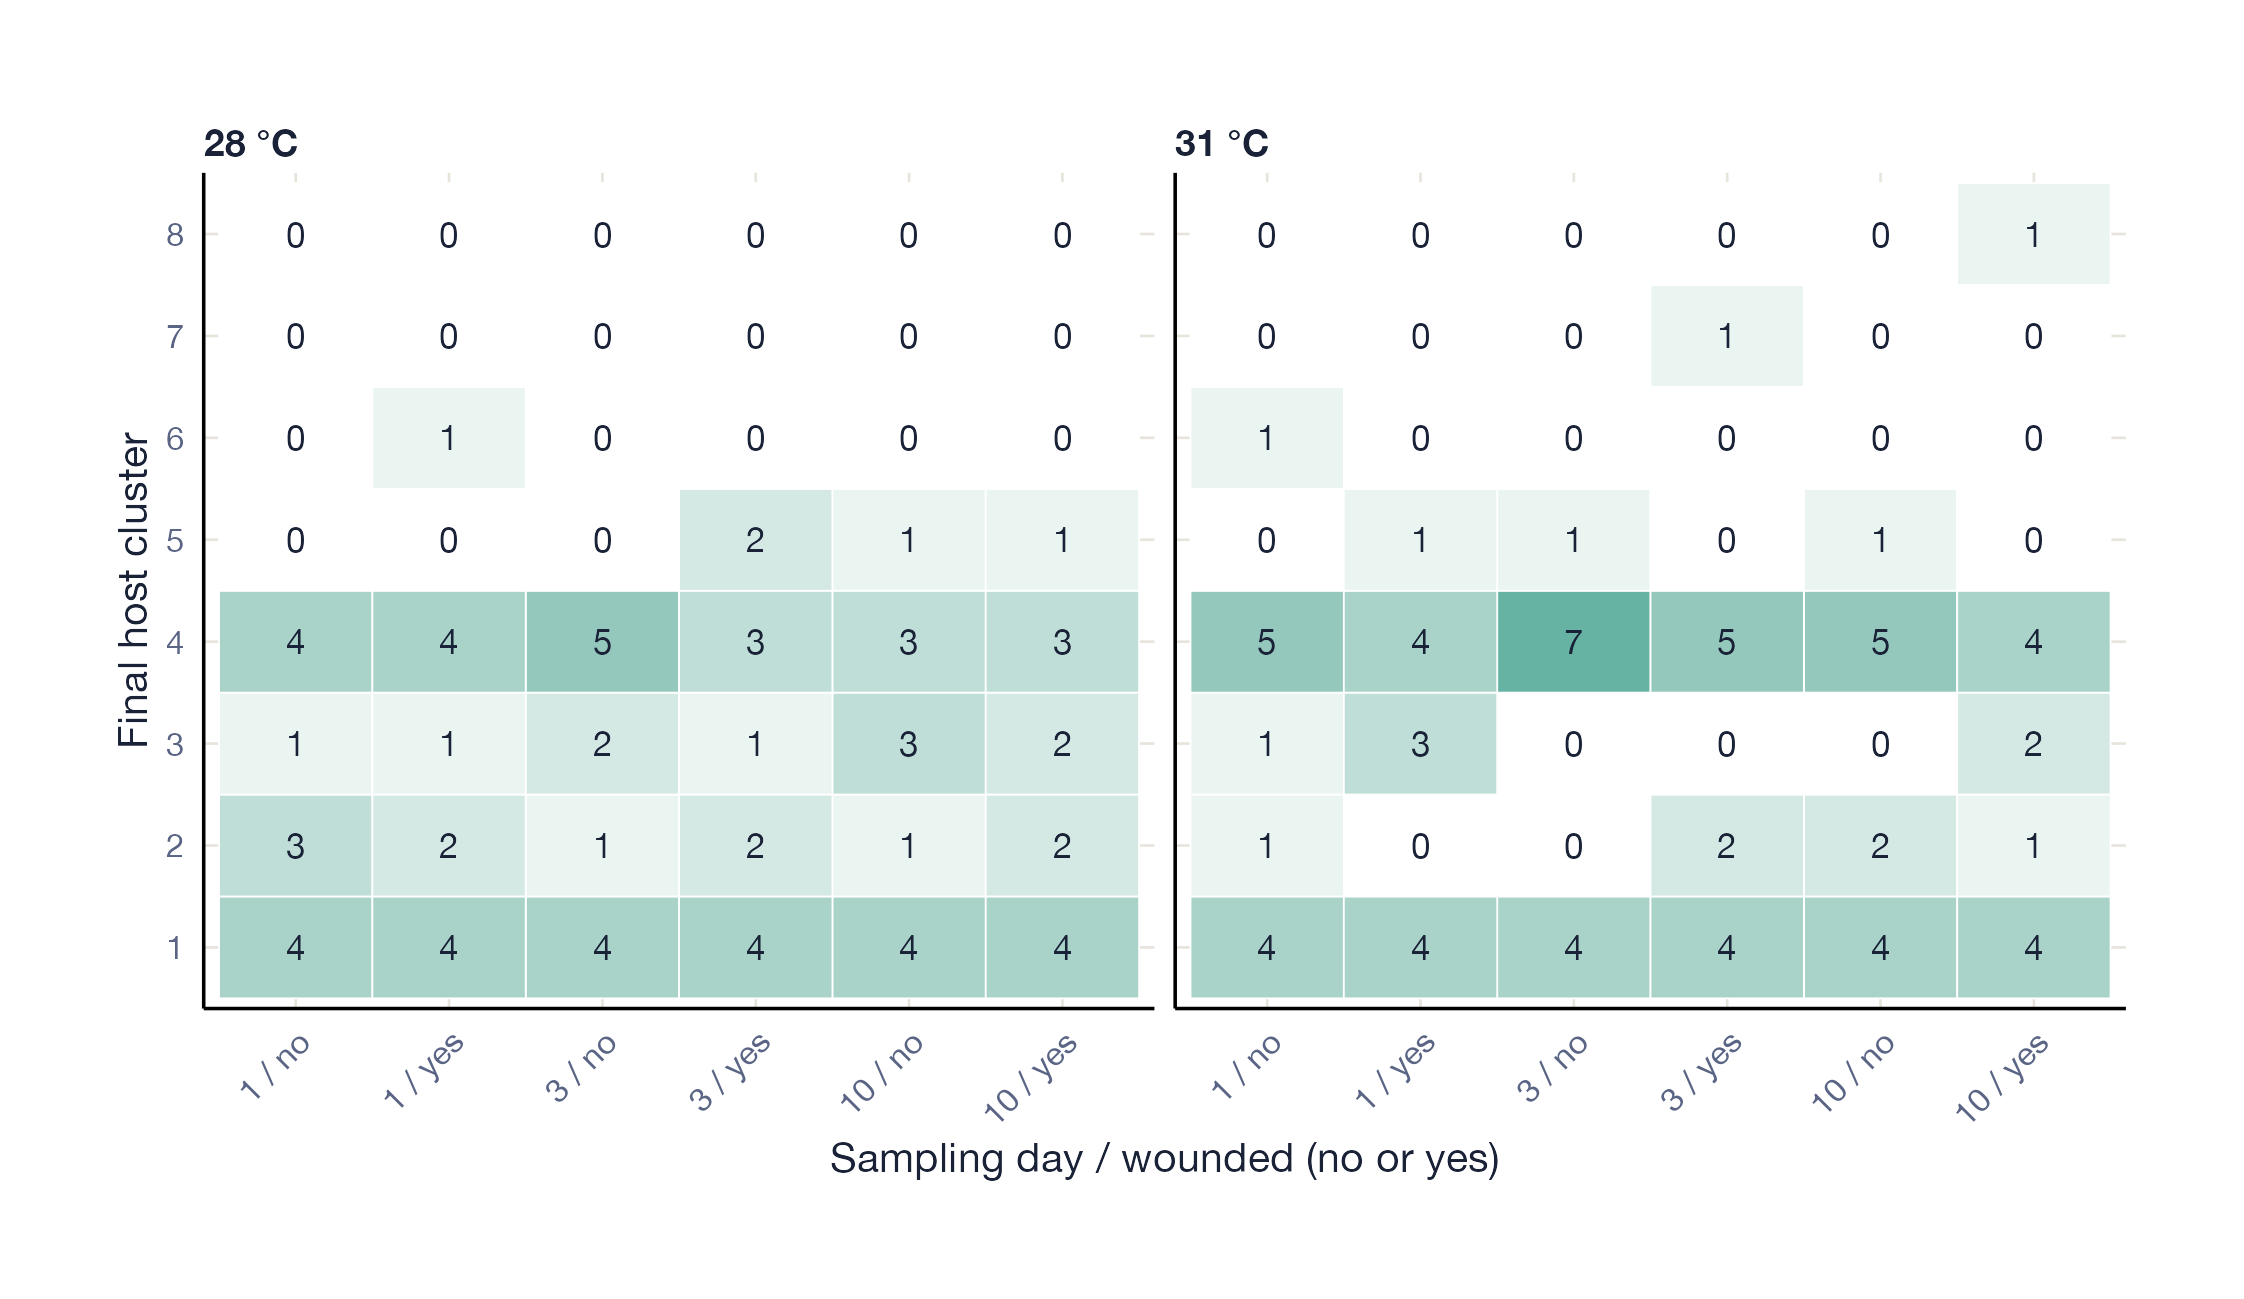 28 °C 31 °C
8 0 0 0 0 0 0 0 0 0 0 0 1
7 0 0 0 0 0 0 0 0 0 1 0 0
6 0 1 0 0 0 0 1 0 0 0 0 0
5 0 0 0 2 1 1 0 1 1 0 1 0
4 4 4 5 3 3 3 5 4 7 5 5 4
3 1 1 2 1 3 2 1 3 0 0 0 2
2 3 2 1 2 1 2 1 0 0 2 2 1
1 4 4 4 4 4 4 4 4 4 4 4 4
Final host cluster
1 / no 1 / yes 3 / no 3 / yes 10 / no 10 / yes 1 / no 1 / yes 3 / no 3 / yes 10 / no 10 / yes
Sampling day / wounded (no or yes)